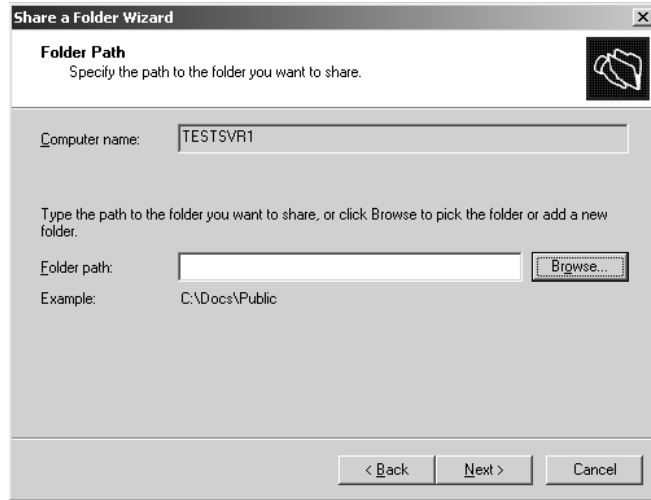 Share a Folder Wizard
Folder Path
Specify the path to the folder you want to share.
Computer name:
TESTSVR1
Type the path to the folder you want to share, or click Browse to pick the folder or add a new
folder.
Folder path:
Browse...
Example:
C:\Docs\Public
< Back
Next >
Cancel